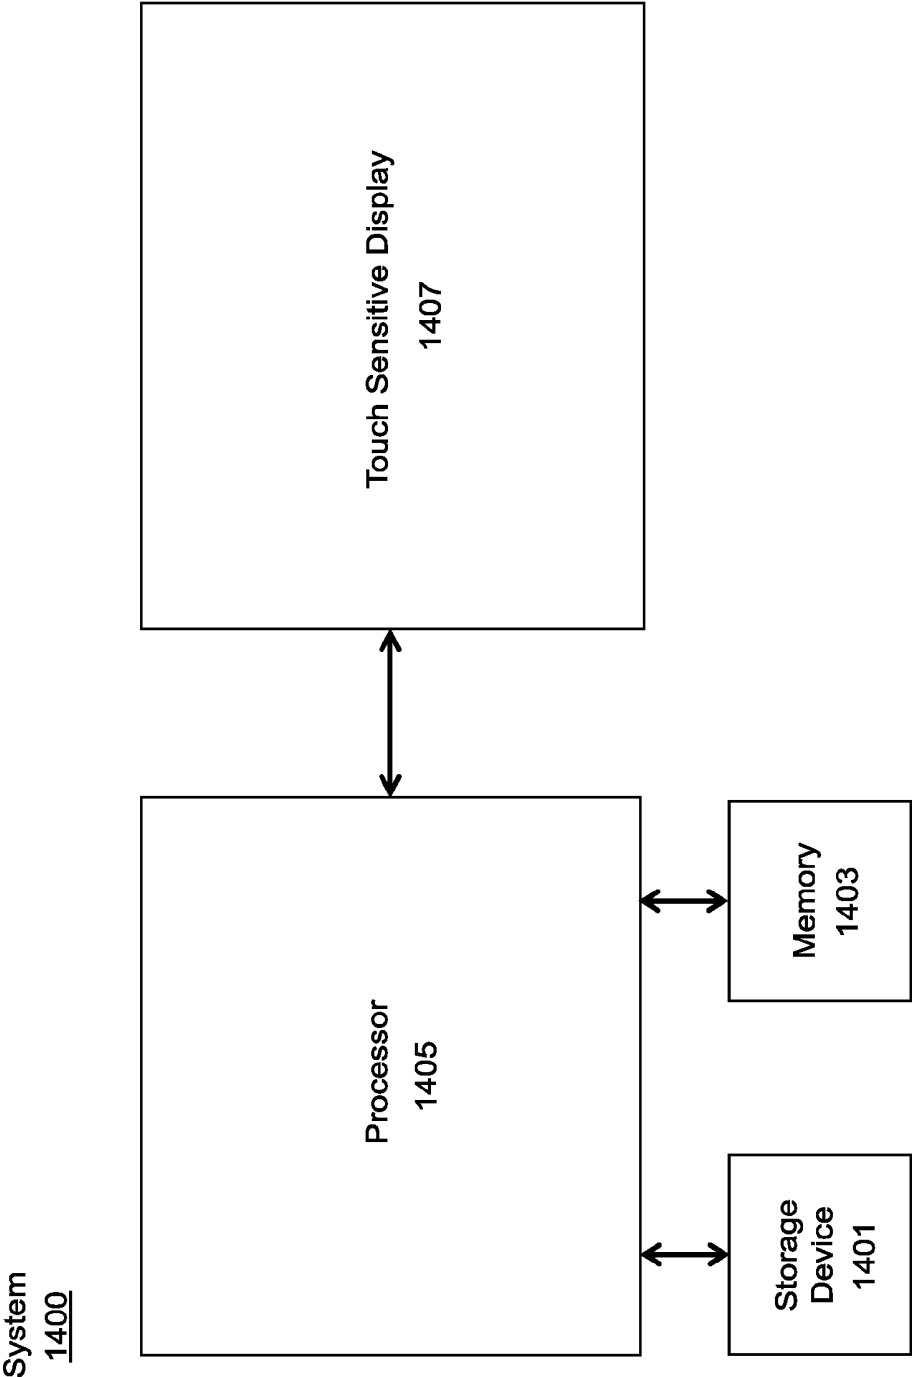 System
1400
Processor
1405
Touch Sensitive Display
1407
Storage
Device
1401
Memory
1403